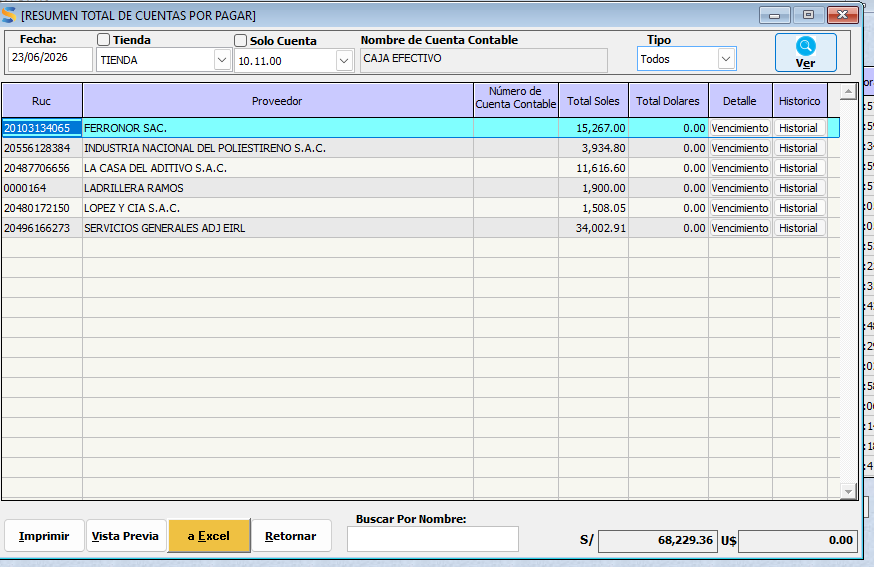 [RESUMEN TOTAL DE CUENTAS POR PAGAR]
Fecha: Tienda Solo Cuenta Nombre de Cuenta Contable Tipo
23/06/2026 TIENDA 10.11.00 CAJA EFECTIVO Todos Ver
Ruc Proveedor Número de Cuenta Contable Total Soles Total Dolares Detalle Historico
20103134065 FERRONOR SAC. 15,267.00 0.00 Vencimiento Historial
20556128384 INDUSTRIA NACIONAL DEL POLIESTIRENO S.A.C. 3,934.80 0.00 Vencimiento Historial
20487706656 LA CASA DEL ADITIVO S.A.C. 11,616.60 0.00 Vencimiento Historial
0000164 LADRILLERA RAMOS 1,900.00 0.00 Vencimiento Historial
20480172150 LOPEZ Y CIA S.A.C. 1,508.05 0.00 Vencimiento Historial
20496166273 SERVICIOS GENERALES ADJ EIRL 34,002.91 0.00 Vencimiento Historial
Buscar Por Nombre:
Imprimir Vista Previa a Excel Retornar S/ 68,229.36 U$ 0.00